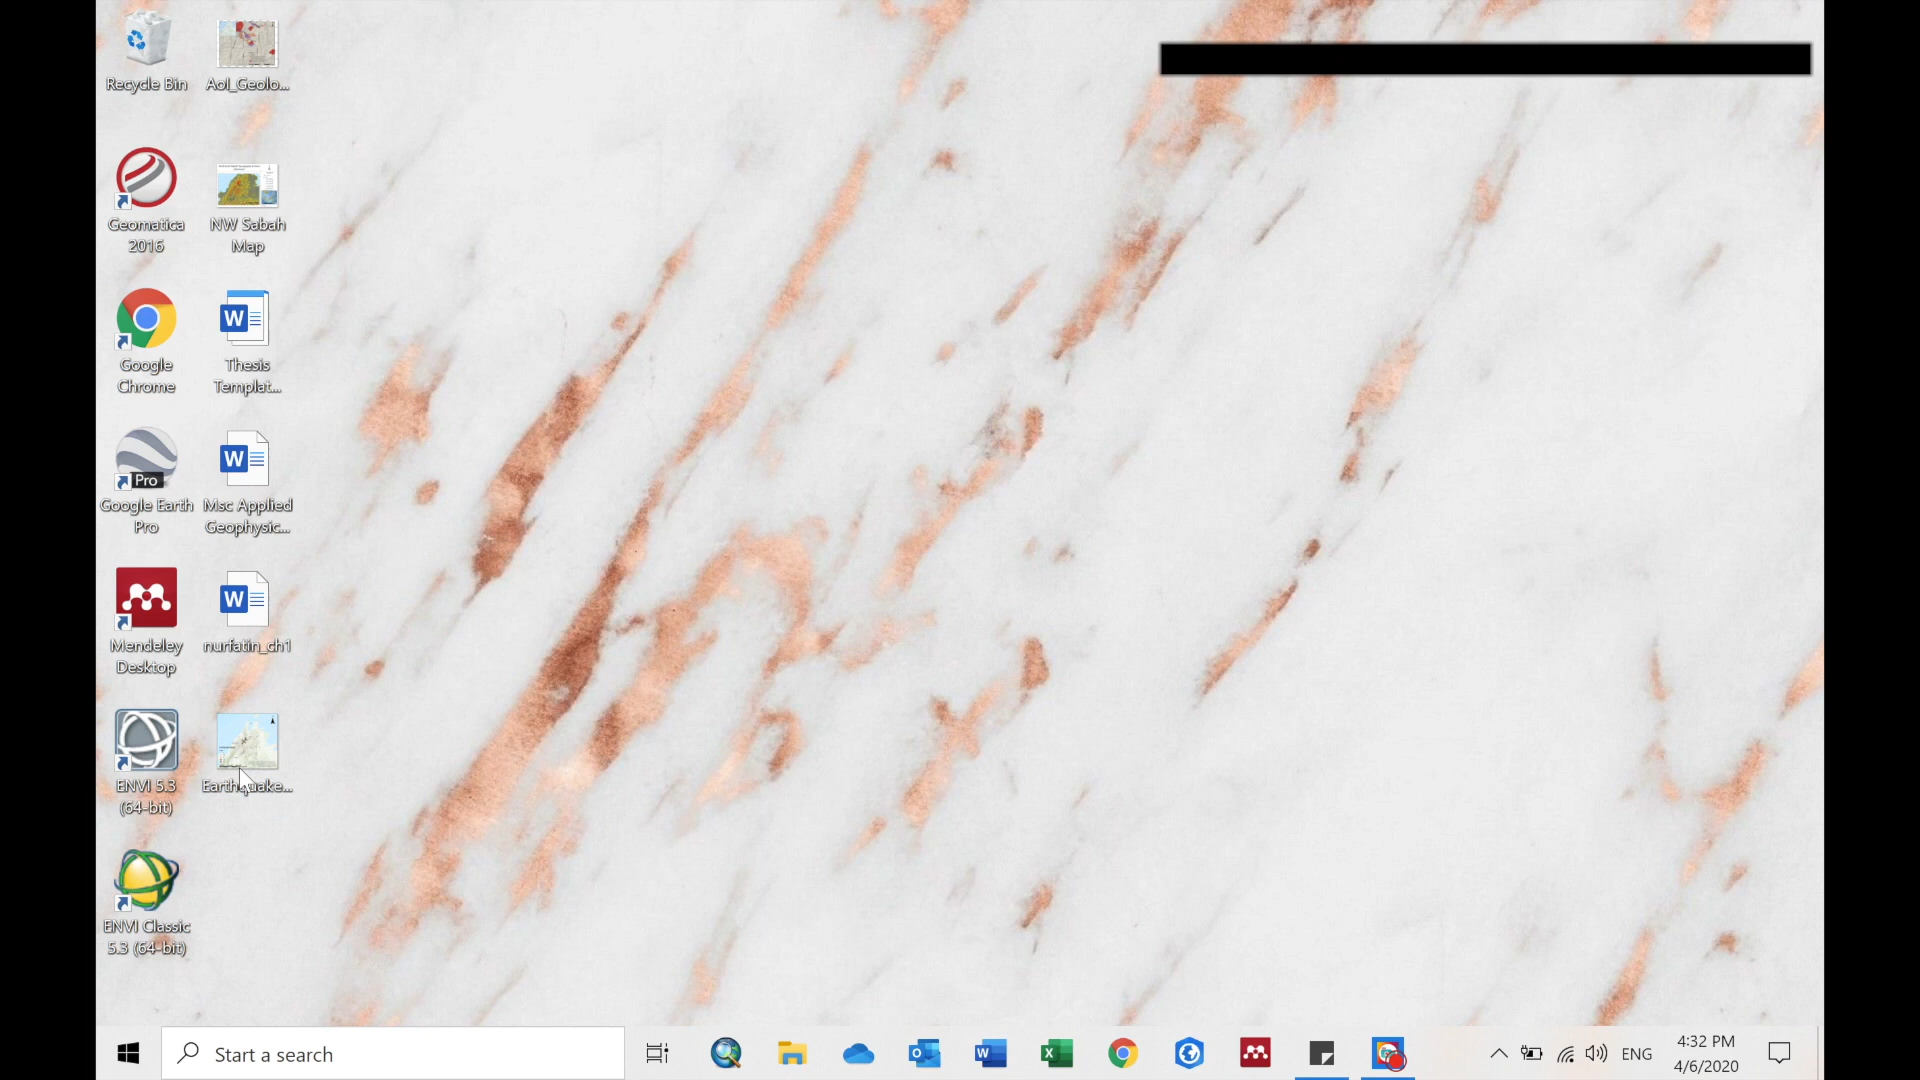 Recycle Bin
AoI_Geolo...
Geomatica
2016
NW Sabah
Map
Google
Chrome
Thesis
Templat...
Pro
Google Earth
Pro
Msc Applied
Geophysic...
Mendeley
Desktop
nurfatin_ch1
ENVI 5.3
(64-bit)
Earthquake...
ENVI Classic
5.3 (64-bit)
Start a search
ENG
4:32 PM
4/6/2020